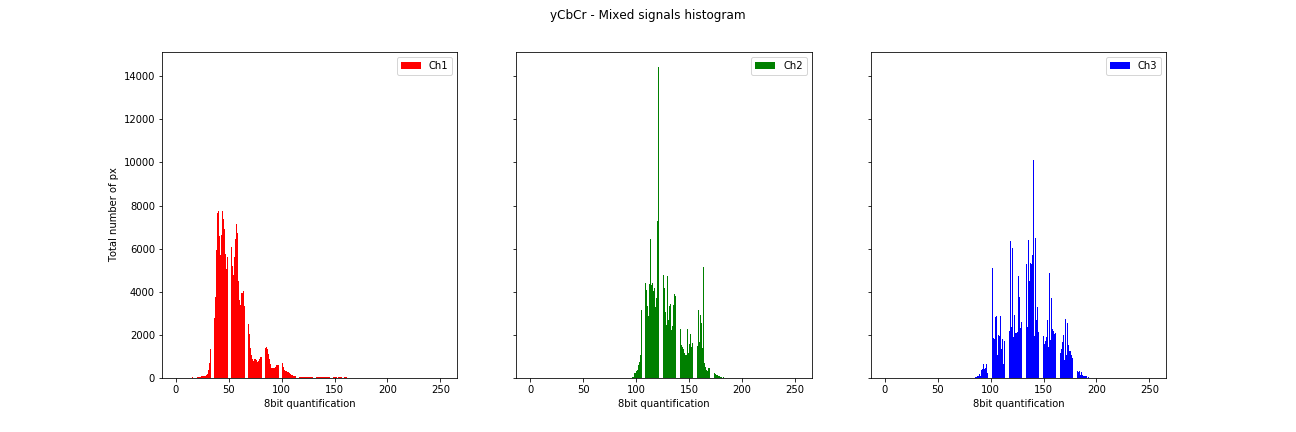 yCbCr - Mixed signals histogram
Ch1
Ch2
Ch3
14000
12000
10000
8000
6000
4000
2000
0
Total number of px
0 50 100 150 200 250
0 50 100 150 200 250
0 50 100 150 200 250
8bit quantification
8bit quantification
8bit quantification